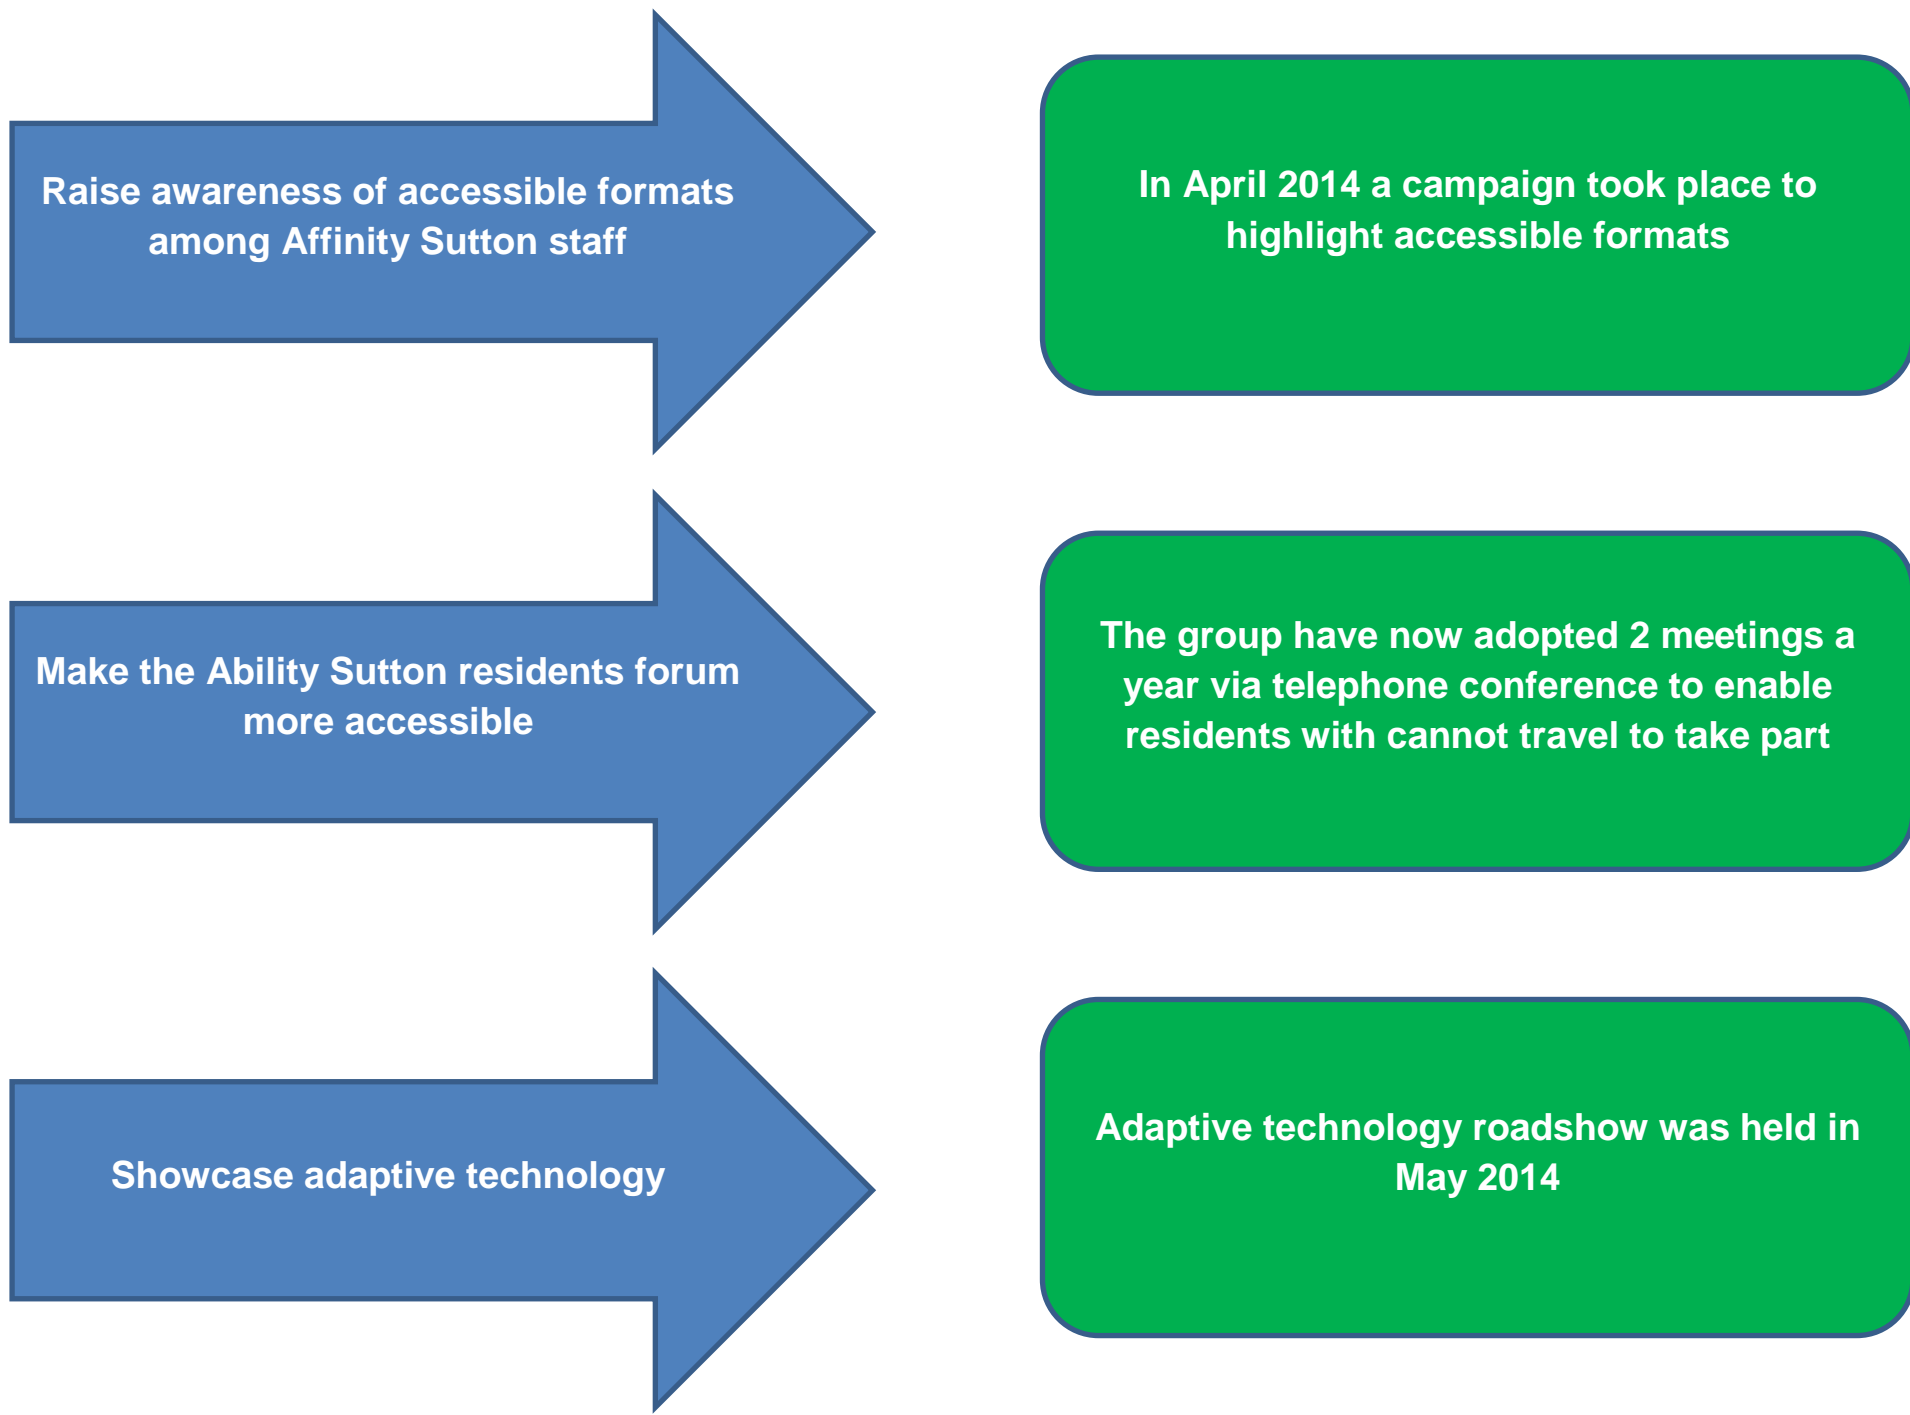 Raise awareness of accessible formats
among Affinity Sutton staff
In April 2014 a campaign took place to
highlight accessible formats
Make the Ability Sutton residents forum
more accessible
The group have now adopted 2 meetings a
year via telephone conference to enable
residents with cannot travel to take part
Showcase adaptive technology
Adaptive technology roadshow was held in
May 2014